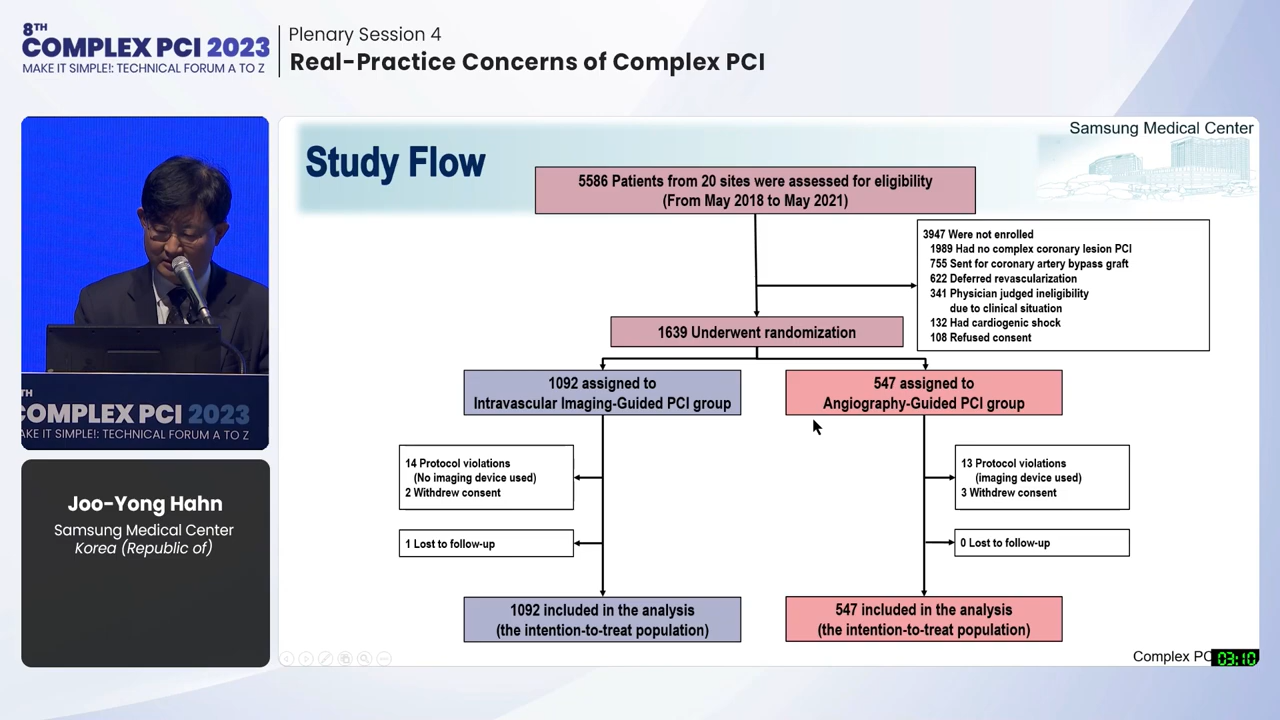 8TH
COMPLEX PCI 2023
MAKE IT SIMPLE!: TECHNICAL FORUM A TO Z
Plenary Session 4
Real-Practice Concerns of Complex PCI
Samsung Medical Center
Study Flow
5586 Patients from 20 sites were assessed for eligibility
(From May 2018 to May 2021)
3947 Were not enrolled
1989 Had no complex coronary lesion PCI
755 Sent for coronary artery bypass graft
622 Deferred revascularization
341 Physician judged ineligibility
due to clinical situation
132 Had cardiogenic shock
108 Refused consent
1639 Underwent randomization
1092 assigned to
Intravascular Imaging-Guided PCI group
547 assigned to
Angiography-Guided PCI group
14 Protocol violations
(No imaging device used)
2 Withdrew consent
13 Protocol violations
(imaging device used)
3 Withdrew consent
1 Lost to follow-up
0 Lost to follow-up
1092 included in the analysis
(the intention-to-treat population)
547 included in the analysis
(the intention-to-treat population)
Complex PC
03:10
TH
COMPLEX PCI 2023
AKE IT SIMPLE!: TECHNICAL FORUM A TO Z
Joo-Yong Hahn
Samsung Medical Center
Korea (Republic of)